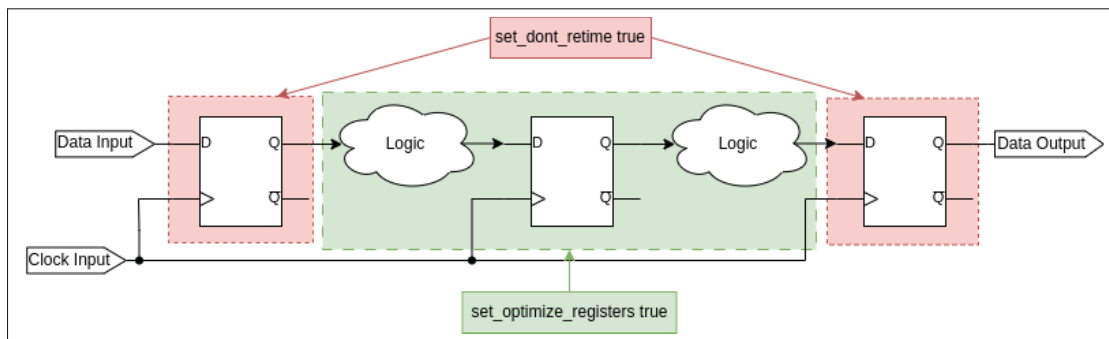 set_dont_retime true
Data Input
D
Q
Q
Logic
D
Q
Q
Logic
D
Q
Q
Data Output
Clock Input
set_optimize_registers true